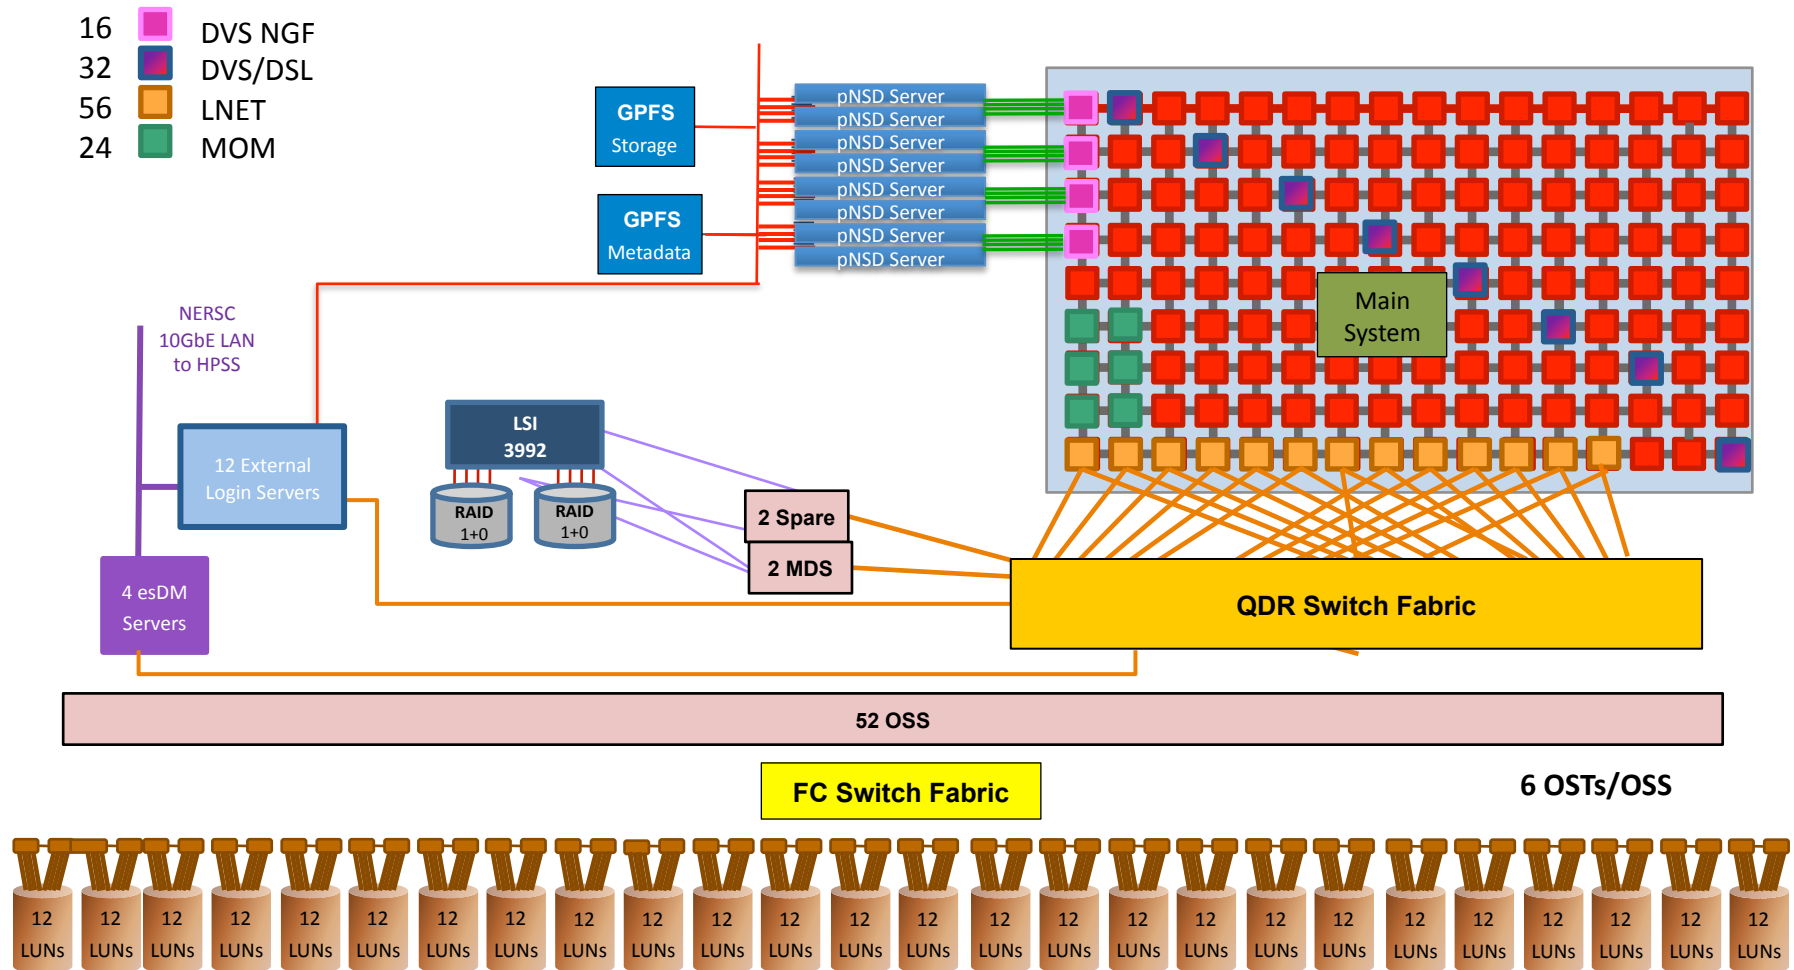 16 DVS NGF
32 DVS/DSL
56 LNET
24 MOM
GPFS
Storage
GPFS
Metadata
pNSD Server
pNSD Server
pNSD Server
pNSD Server
pNSD Server
pNSD Server
pNSD Server
pNSD Server
Main
System
NERSC
10GbE LAN
to HPSS
12 External
Login Servers
4 esDM
Servers
LSI
3992
RAID
1+0
RAID
1+0
2 Spare
2 MDS
QDR Switch Fabric
52 OSS
FC Switch Fabric
6 OSTs/OSS
12 12 12 12 12 12 12 12 12 12 12 12 12 12 12 12 12 12 12 12 12 12 12 12 12 12
LUNs LUNs LUNs LUNs LUNs LUNs LUNs LUNs LUNs LUNs LUNs LUNs LUNs LUNs LUNs LUNs LUNs LUNs LUNs LUNs LUNs LUNs LUNs LUNs LUNs LUNs